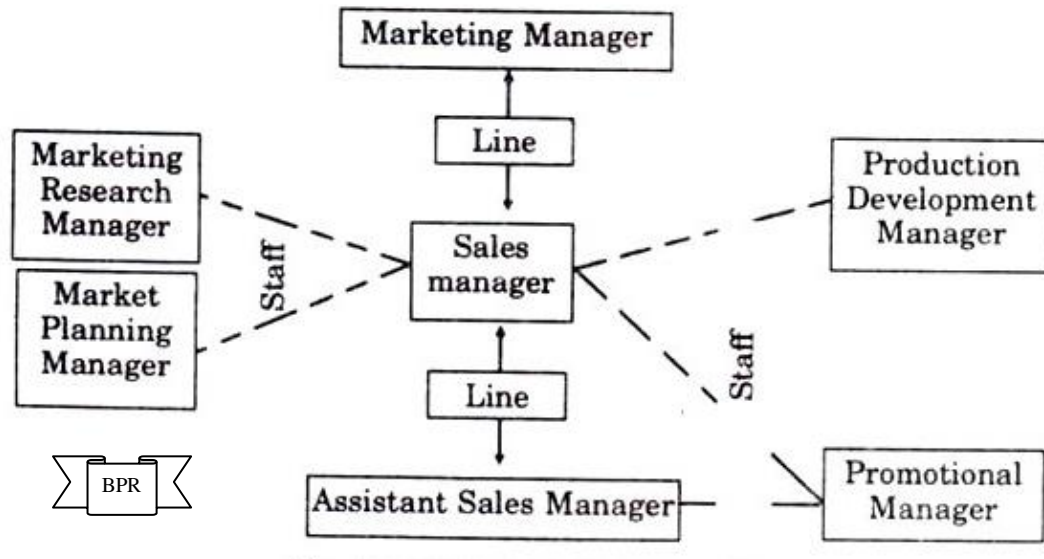 Marketing Manager
Line
Marketing
Research
Manager
Production
Development
Manager
Sales
manager
Staff
Market
Planning
Manager
Staff
Line
BPR
Assistant Sales Manager
Promotional
Manager